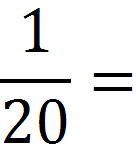 1/20 =